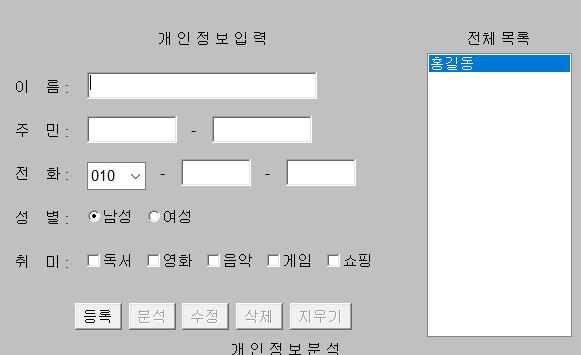 개 인 정 보 입 력
전체 목록
홍길동
이 름 :
주 민 : -
전 화 : 010 - -
성 별 : 남성 여성
취 미 : 독서 영화 음악 게임 쇼핑
등록 분석 수정 삭제 지우기
개 인 정 보 분 석